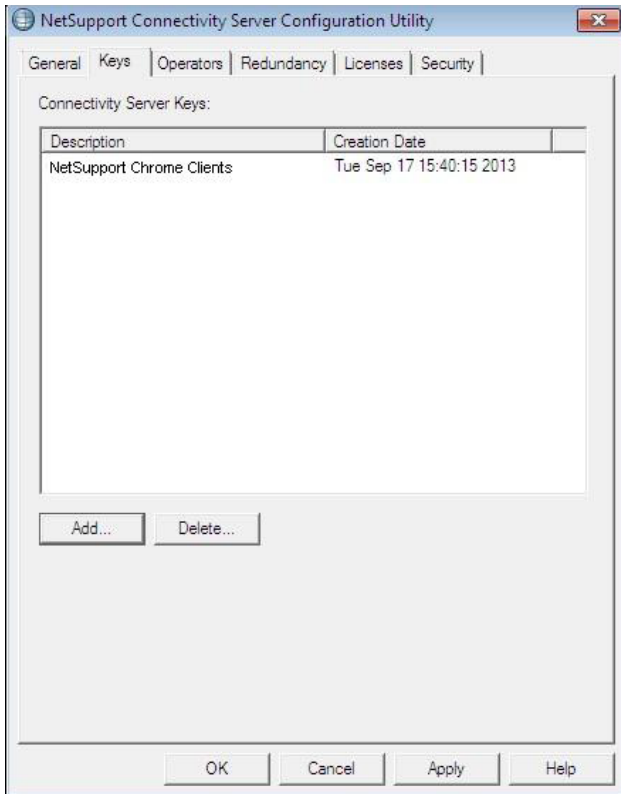 NetSupport Connectivity Server Configuration Utility
General Keys Operators Redundancy Licenses Security
Connectivity Server Keys:
Description Creation Date
NetSupport Chrome Clients Tue Sep 17 15:40:15 2013
Add... Delete...
OK Cancel Apply Help